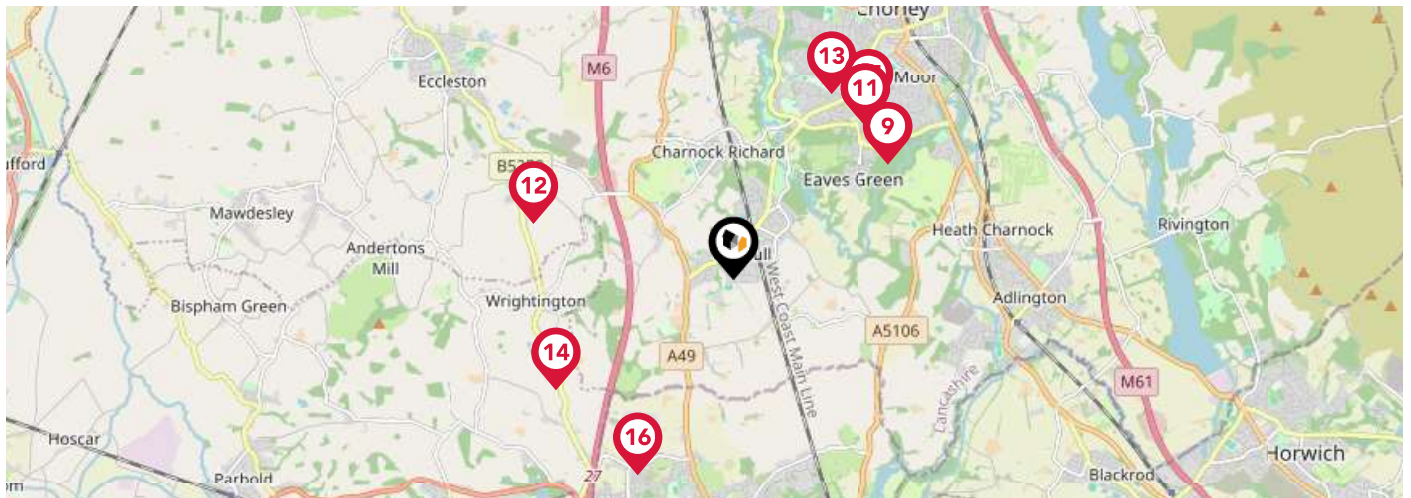 Chorley
13
Moor
M6
Eccleston
11
9
Charnock Richard
ufford
Eaves Green
12
Mawdesley
Rivington
Heath Charnock
Andertons
Mill
ull
West Coast Main Line
Wrightington
Bispham Green
Adlington
A5106
14
A49
M61
Lancashire
16
Hoscar
Horwich
27
Parbold
Blackrod
om